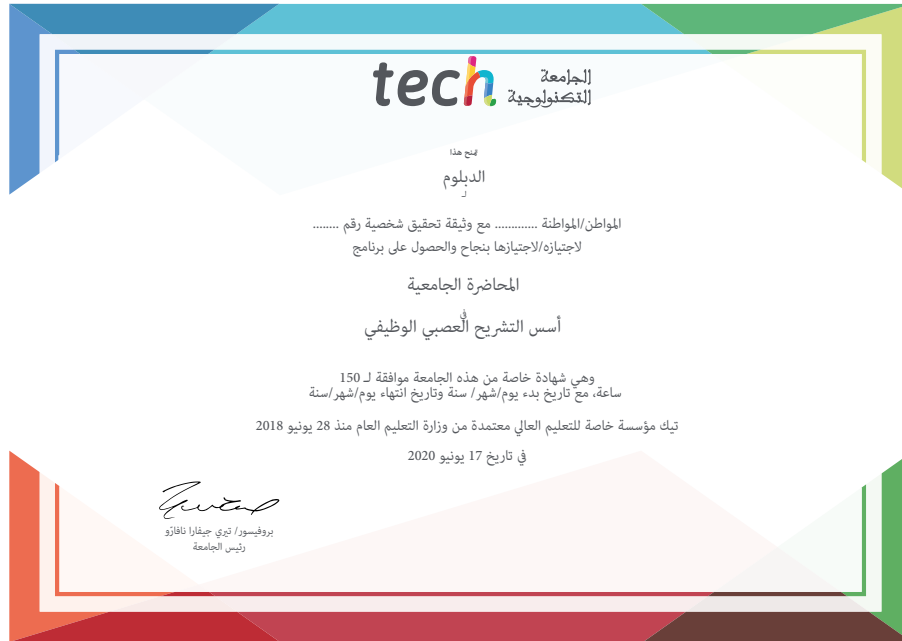 tech الجامعة
التكنولوجية
يمنح هذا
الدبلوم
لـ
المواطن/المواطنة ............. مع وثيقة تحقيق شخصية رقم ........
لاجتيازه/لاجتيازها بنجاح والحصول على برنامج
المحاضرة الجامعية
في
أسس التشريح العصبي الوظيفي
وهي شهادة خاصة من هذه الجامعة موافقة لـ 150
ساعة، مع تاريخ بدء يوم/شهر/ سنة وتاريخ انتهاء يوم/شهر/سنة
تيك مؤسسة خاصة للتعليم العالي معتمدة من وزارة التعليم العام منذ 28 يونيو 2018
في تاريخ 17 يونيو 2020
بروفيسور/ تيري جيفارا نافارّو
رئيس الجامعة